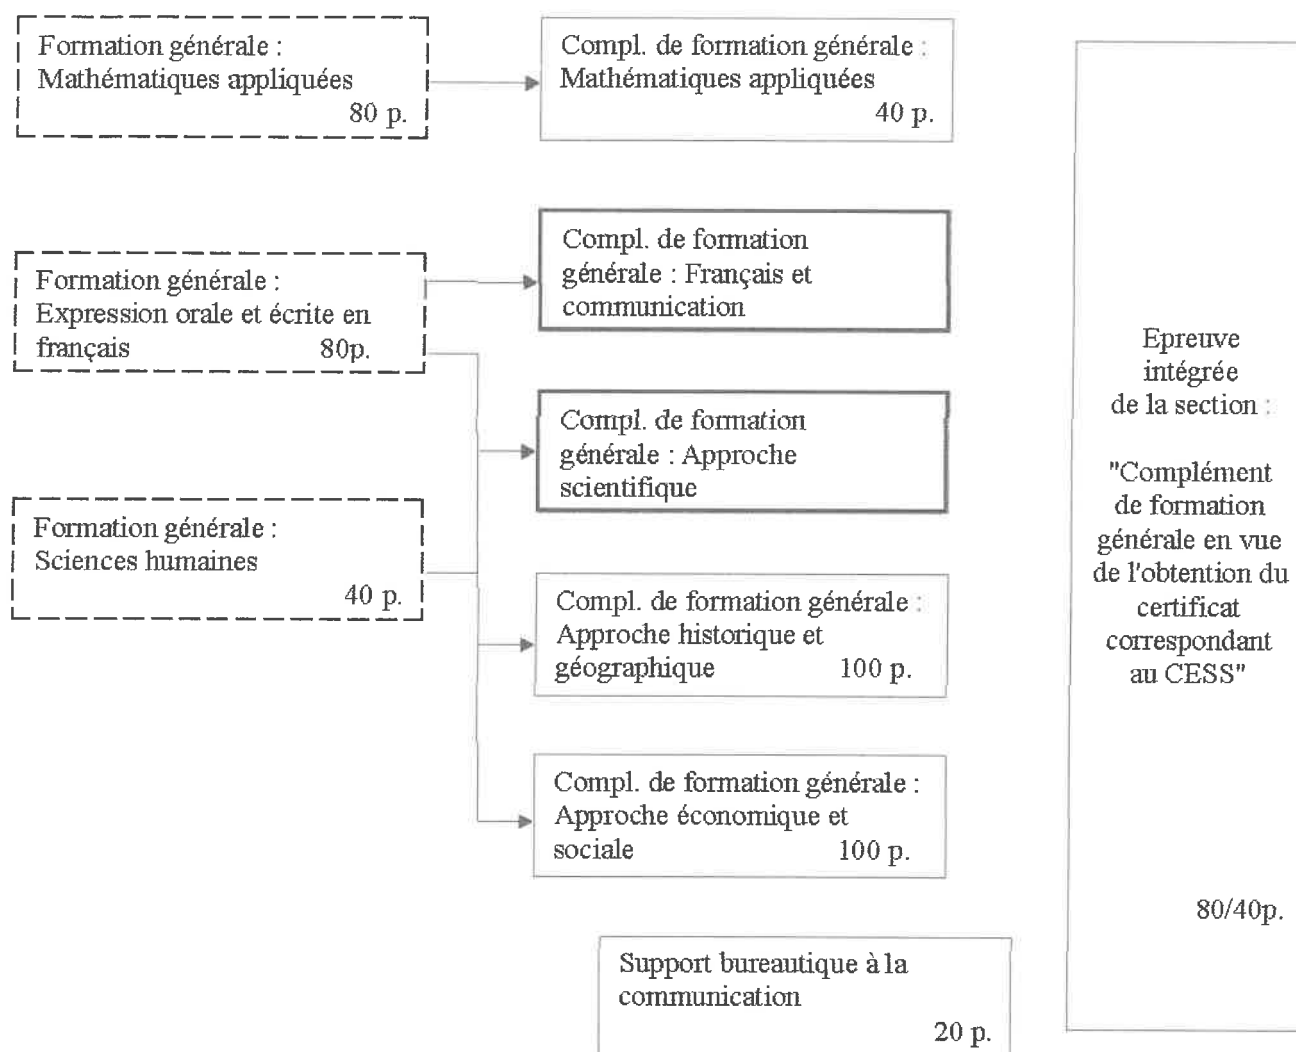 Formation générale :
Mathématiques appliquées
80 p.
Compl. de formation générale :
Mathématiques appliquées
40 p.
Formation générale :
Expression orale et écrite en
français 80p.
Compl. de formation
générale : Français et
communication
Compl. de formation
générale : Approche
scientifique
Formation générale :
Sciences humaines
40 p.
Compl. de formation générale :
Approche historique et
géographique 100 p.
Compl. de formation générale :
Approche économique et
sociale 100 p.
Support bureautique à la
communication
20 p.
Epreuve
intégrée
de la section :
"Complément
de formation
générale en vue
de l'obtention du
certificat
correspondant
au CESS"
80/40p.